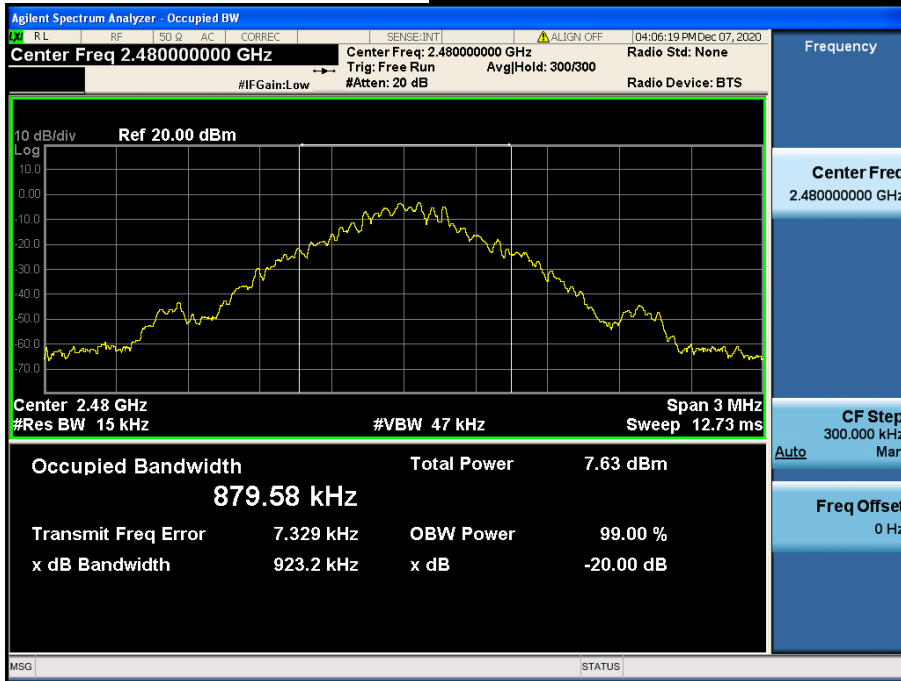 Agilent Spectrum Analyzer - Occupied BW
LXI RL RF 50 Ω AC CORREC SENSE:INT ALIGN OFF 04:06:19 PM Dec 07, 2020
Center Freq 2.480000000 GHz
Center Freq: 2.480000000 GHz Radio Std: None
Trig: Free Run Avg|Hold: 300/300
#IFGain:Low #Atten: 20 dB Radio Device: BTS
10 dB/div Ref 20.00 dBm
Log
10.0
0.00
-10.0
-20.0
-30.0
-40.0
-50.0
-60.0
-70.0
Center 2.48 GHz Span 3 MHz
#Res BW 15 kHz #VBW 47 kHz Sweep 12.73 ms
Occupied Bandwidth Total Power 7.63 dBm
879.58 kHz
Transmit Freq Error 7.329 kHz OBW Power 99.00 %
x dB Bandwidth 923.2 kHz x dB -20.00 dB
MSG STATUS
Frequency
Center Freq
2.480000000 GHz
CF Step
300.000 kHz
Auto Man
Freq Offset
0 Hz